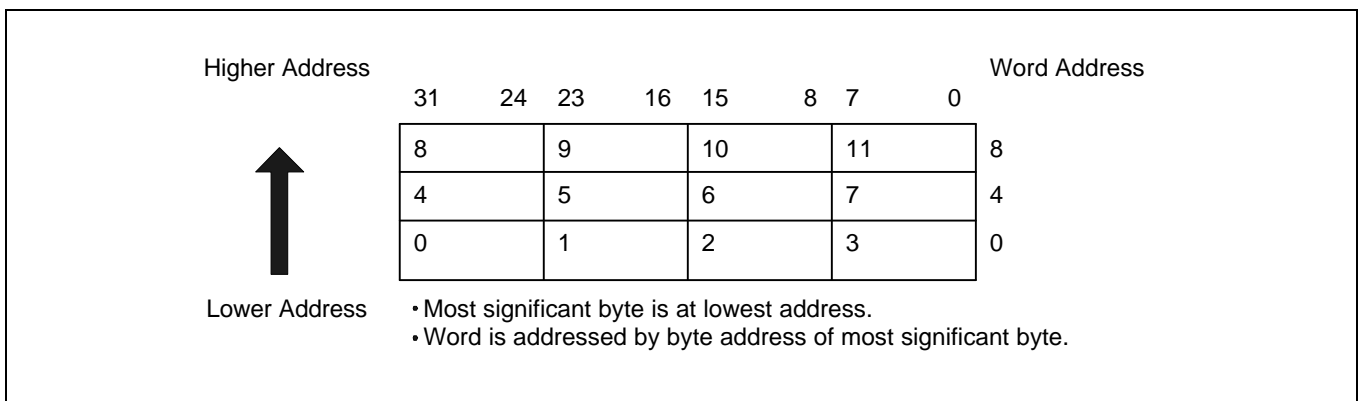 Higher Address Word Address
31 24 23 16 15 8 7 0
8 9 10 11 8
4 5 6 7 4
0 1 2 3 0
Lower Address • Most significant byte is at lowest address.
• Word is addressed by byte address of most significant byte.